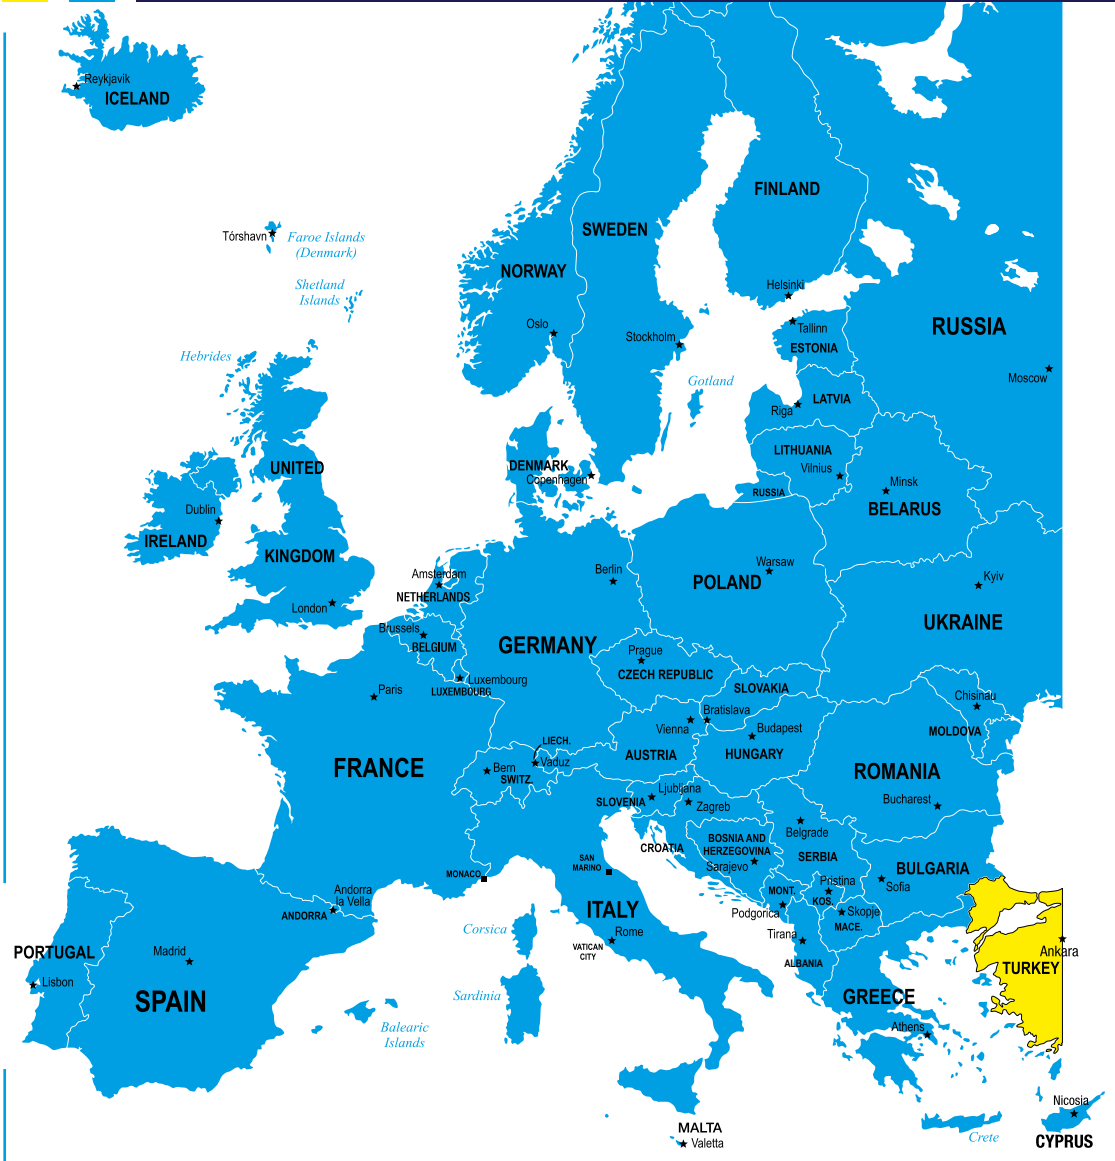 Reykjavik
ICELAND
FINLAND
SWEDEN
Tórshavn
Faroe Islands
(Denmark)
NORWAY
Shetland
Islands
Helsinki
Oslo
Tallinn
RUSSIA
Stockholm
ESTONIA
Hebrides
Moscow
Gotland
LATVIA
Riga
LITHUANIA
UNITED
DENMARK
Vilnius
Copenhagen
Minsk
RUSSIA
Dublin
BELARUS
IRELAND
KINGDOM
Warsaw
Berlin
Amsterdam
POLAND
Kyiv
NETHERLANDS
London
UKRAINE
Brussels
GERMANY
BELGIUM
Prague
CZECH REPUBLIC
Luxembourg
LUXEMBOURG
SLOVAKIA
Paris
Chisinau
Bratislava
Vienna
Budapest
MOLDOVA
LIECH.
AUSTRIA
HUNGARY
Vaduz
Bern
SWITZ.
FRANCE
ROMANIA
Ljubljana
SLOVENIA
Zagreb
Bucharest
Belgrade
BOSNIA AND
HERZEGOVINA
CROATIA
SERBIA
SAN
MARINO
Sarajevo
BULGARIA
MONACO
Pristina
Sofia
MONT.
KOS.
Andorra
la Vella
ANDORRA
ITALY
Podgorica
Skopje
MACE.
Corsica
Rome
Tirana
PORTUGAL
Madrid
VATICAN
CITY
Ankara
ALBANIA
TURKEY
Lisbon
SPAIN
Sardinia
GREECE
Balearic
Islands
Athens
Nicosia
MALTA
Valetta
Crete
CYPRUS